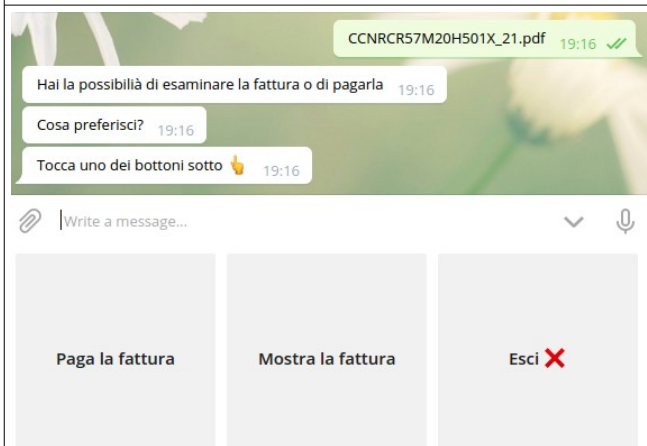 CCNRCR57M20H501X_21.pdf 19:16
Hai la possibilià di esaminare la fattura o di pagarla 19:16
Cosa preferisci? 19:16
Tocca uno dei bottoni sotto 👆 19:16
Write a message...
Paga la fattura Mostra la fattura Esci ❌